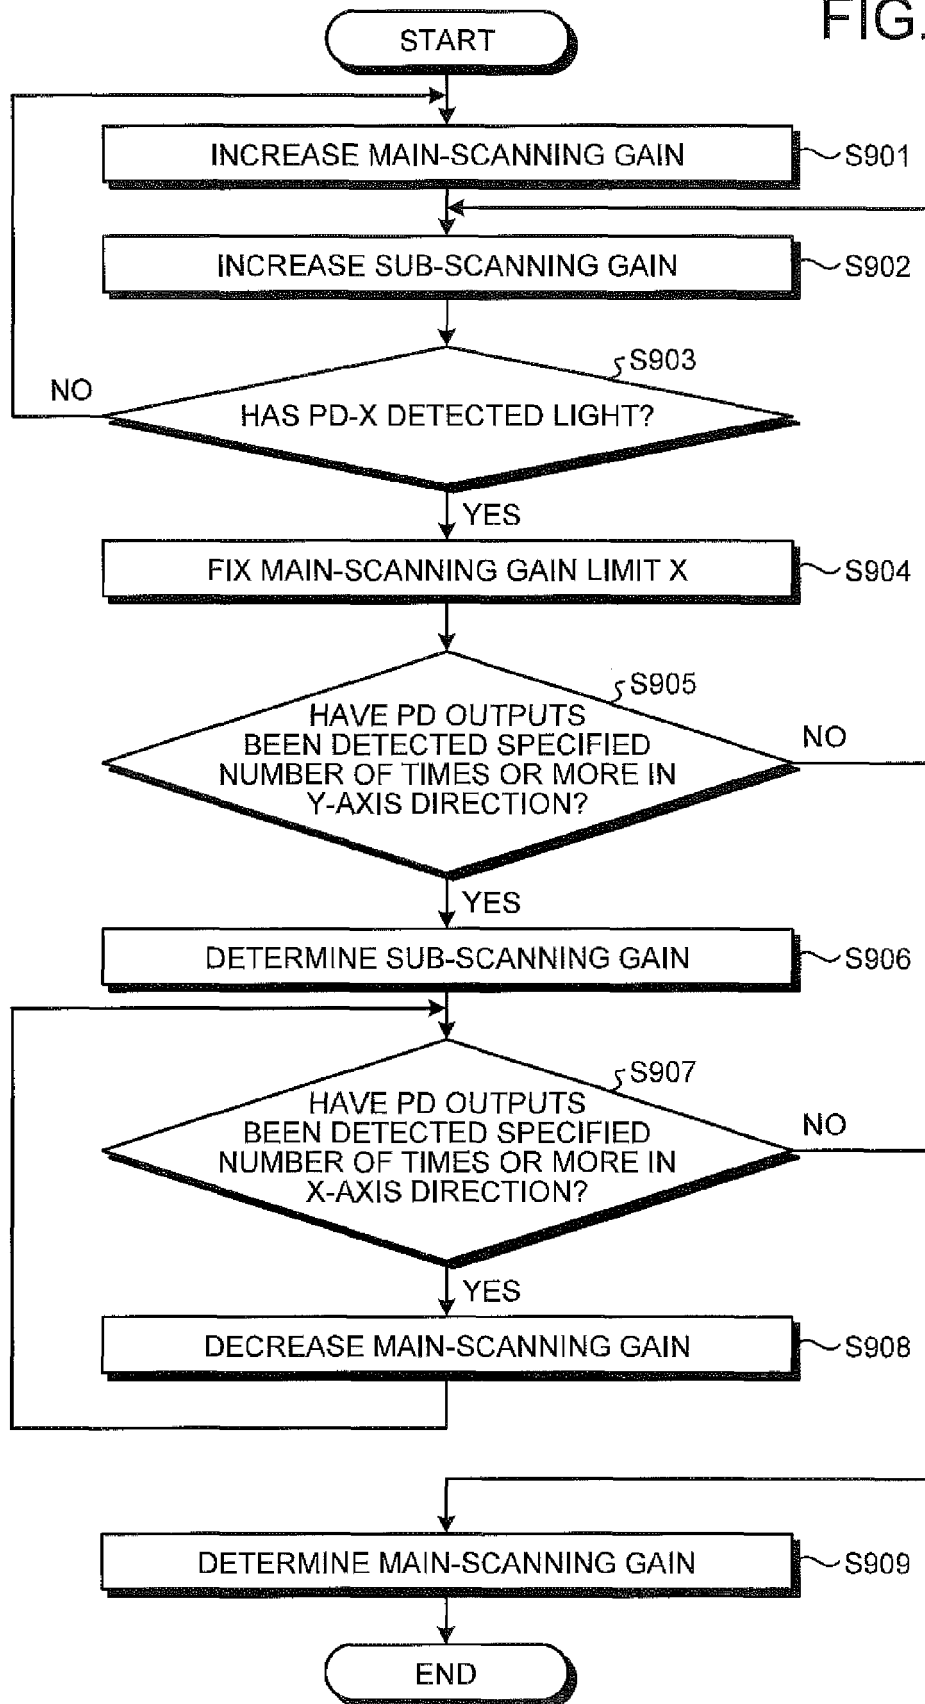 FIG.
START
INCREASE MAIN-SCANNING GAIN
S901
INCREASE SUB-SCANNING GAIN
S902
S903
NO
HAS PD-X DETECTED LIGHT?
YES
FIX MAIN-SCANNING GAIN LIMIT X
S904
S905
HAVE PD OUTPUTS
BEEN DETECTED SPECIFIED
NUMBER OF TIMES OR MORE IN
Y-AXIS DIRECTION?
NO
YES
DETERMINE SUB-SCANNING GAIN
S906
S907
HAVE PD OUTPUTS
BEEN DETECTED SPECIFIED
NUMBER OF TIMES OR MORE IN
X-AXIS DIRECTION?
NO
YES
DECREASE MAIN-SCANNING GAIN
S908
DETERMINE MAIN-SCANNING GAIN
S909
END